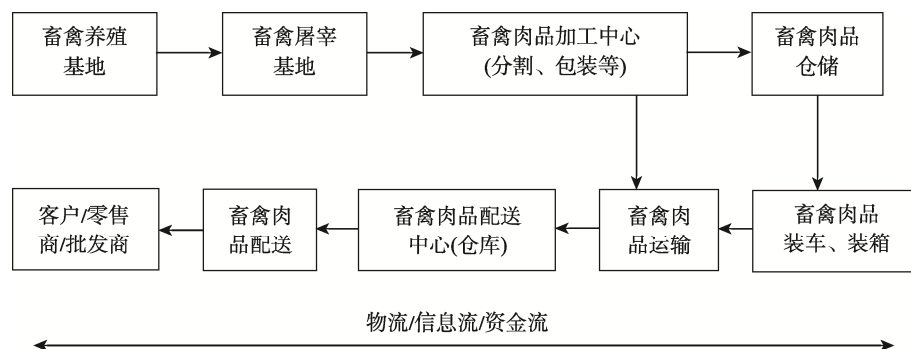 畜禽养殖
基地
畜禽屠宰
基地
畜禽肉品加工中心
(分割、包装等)
畜禽肉品
仓储
客户/零售
商/批发商
畜禽肉
品配送
畜禽肉品配送
中心(仓库)
畜禽肉
品运输
畜禽肉品
装车、装箱
物流/信息流/资金流